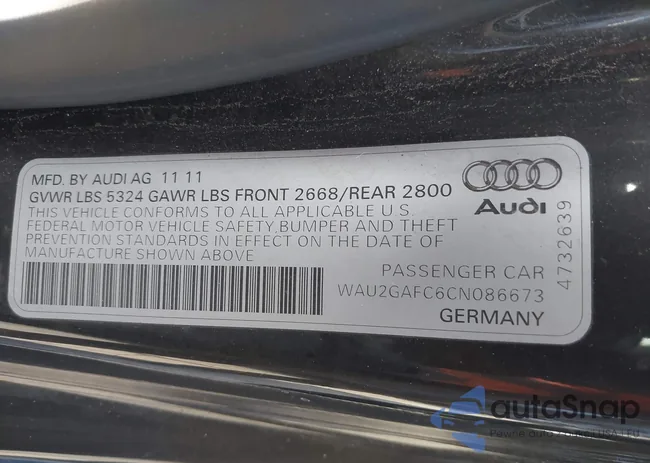 MFD. BY AUDI AG 11 11
GVWR LBS 5324 GAWR LBS FRONT 2668/REAR 2800
THIS VEHICLE CONFORMS TO ALL APPLICABLE U.S.
FEDERAL MOTOR VEHICLE SAFETY,BUMPER AND THEFT
PREVENTION STANDARDS IN EFFECT ON THE DATE OF
MANUFACTURE SHOWN ABOVE
Audi
4732639
PASSENGER CAR
WAU2GAFC6CN086673
GERMANY
autoSnap
Pewne auto